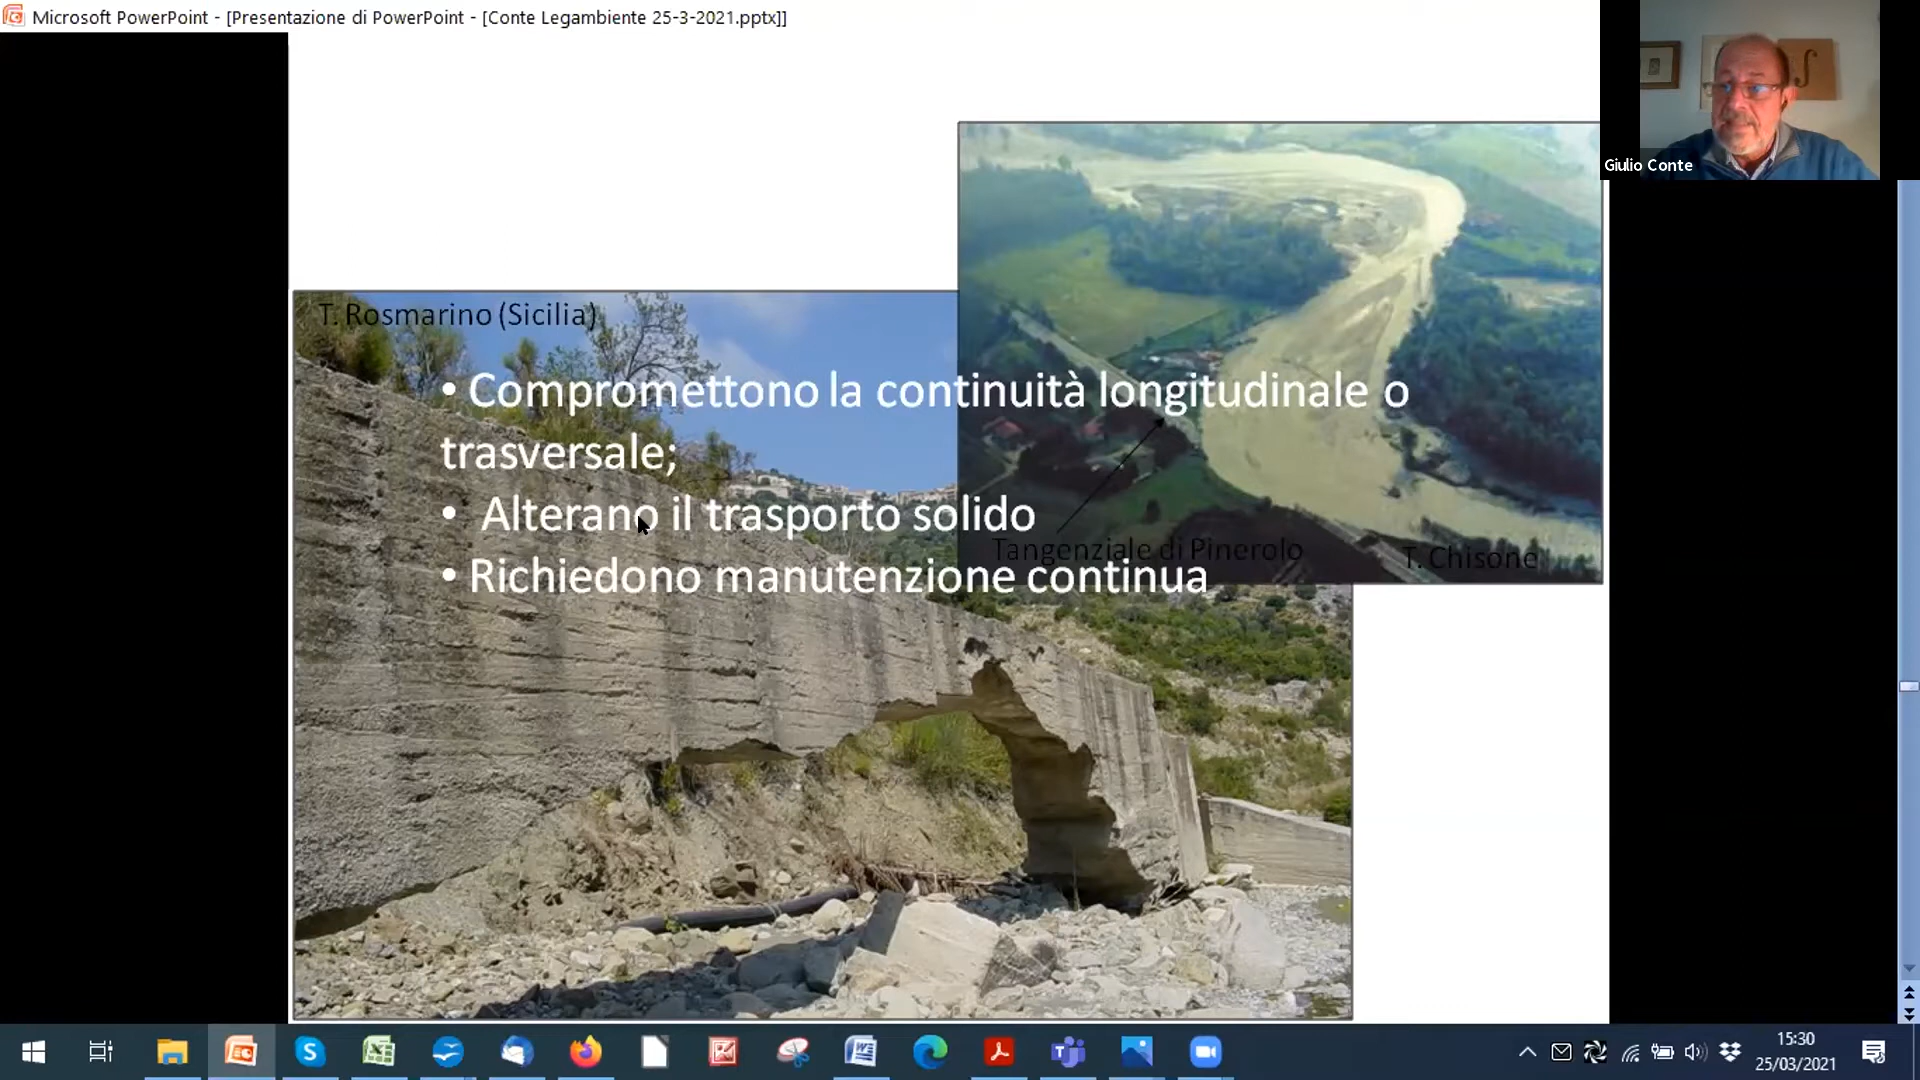 Microsoft PowerPoint - [Presentazione di PowerPoint - [Conte Legambiente 25-3-2021.pptx]]
Giulio Conte
T. Rosmarino (Sicilia)
• Compromettono la continuità longitudinale o
trasversale;
• Alterano il trasporto solido
• Richiedono manutenzione continua
Tangenziale di Pinerolo
T. Chisone
15:30
25/03/2021